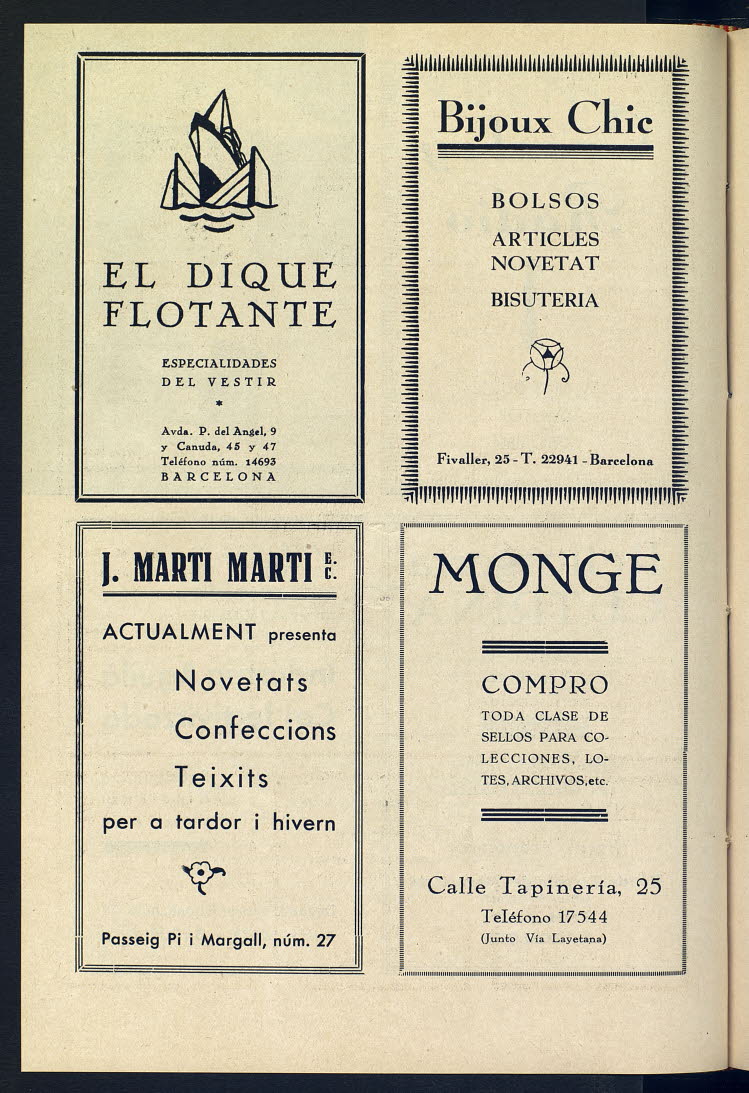 EL DIQUE
FLOTANTE
ESPECIALIDADES
DEL VESTIR
*
Avda. P. del Angel, 9
y Canuda, 45 y 47
Teléfono núm. 14693
BARCELONA
Bijoux Chic
BOLSOS
ARTICLES
NOVETAT
BISUTERIA
Fivaller, 25 - T. 22941 - Barcelona
J. MARTI MARTI E. C.
ACTUALMENT presenta
Novetats
Confeccions
Teixits
per a tardor i hivern
Passeig Pi i Margall, núm. 27
MONGE
COMPRO
TODA CLASE DE
SELLOS PARA CO-
LECCIONES, LO-
TES, ARCHIVOS, etc.
Calle Tapinería, 25
Teléfono 17544
(Junto Vía Layetana)